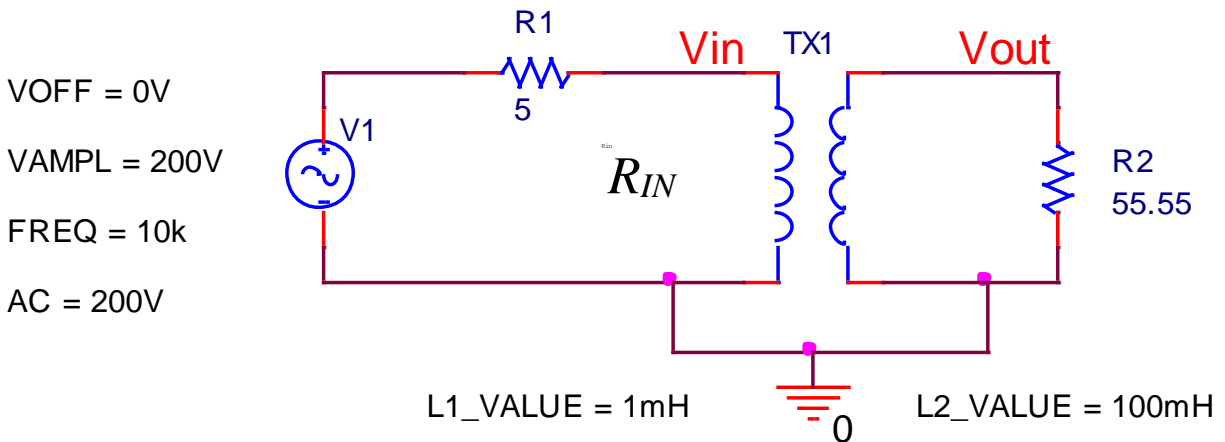 R1
Vin
TX1
Vout
VOFF = 0V
5
V1
VAMPL = 200V
Rin
R_IN
R2
55.55
FREQ = 10k
AC = 200V
L1_VALUE = 1mH
0
L2_VALUE = 100mH